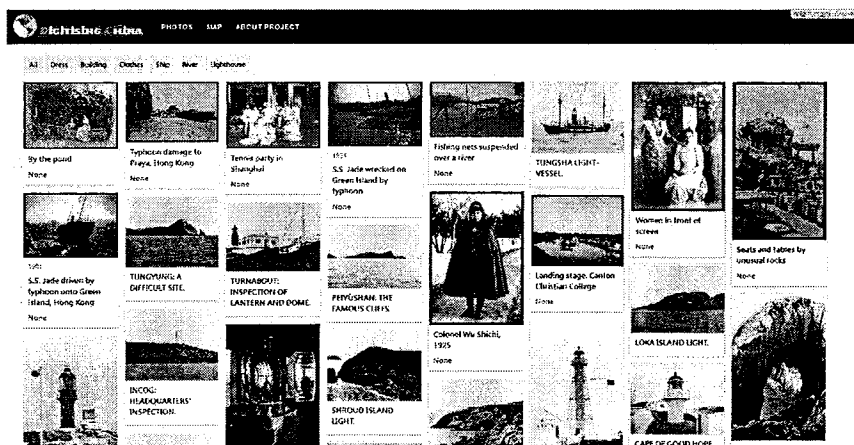 PHOTOS MAP ABOUT PROJECT
All Dress Building Clothes Ship River Lighthouse
By the pond
None
Typhoon damage to
Praya, Hong Kong
None
Tennis party in
Shanghai
None
S.S. Jade wrecked on
Green Island by
typhoon
None
Fishing nets suspended
over a river
None
TUNGSHA LIGHT-
VESSEL.
Women in front of
screen
None
Seats and tables by
unusual rocks
None
S.S. Jade driven by
typhoon onto Green
Island, Hong Kong
None
TUNGYUNG: A
DIFFICULT SITE.
TURNABOUT:
INSPECTION OF
LANTERN AND DOME.
PEIYUSHAN: THE
FAMOUS CLIFFS.
Colonel Wu Shichi,
1925
None
Landing stage, Canton
Christian College
None
LOKA ISLAND LIGHT.
INCOG:
HEADQUARTERS'
INSPECTION.
SHROUD ISLAND
LIGHT.
CAPE OF GOOD HOPE